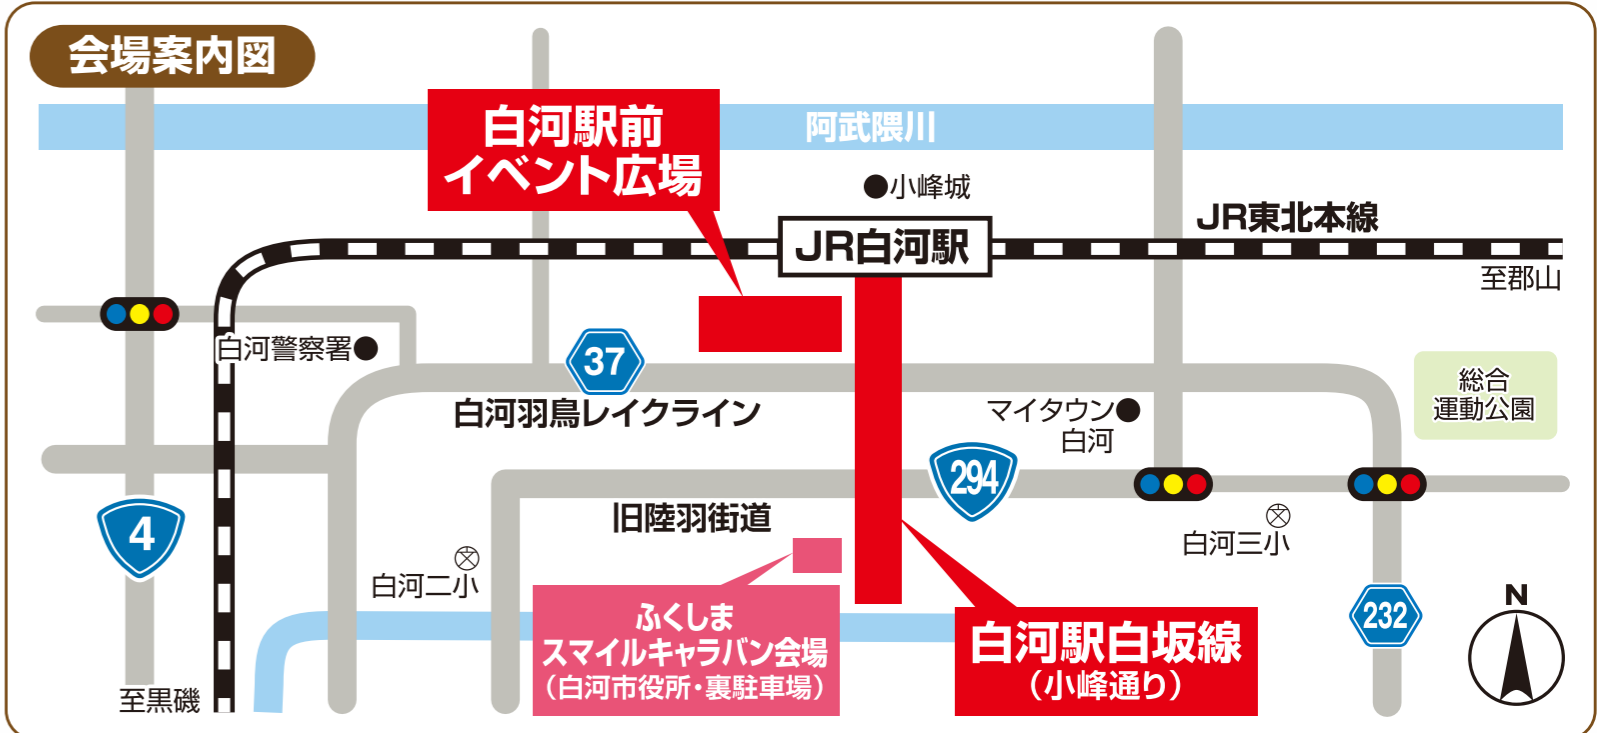 会場案内図
阿武隈川
白河駅前
イベント広場
●小峰城
JR東北本線
JR白河駅
至郡山
白河警察署●
37
白河羽鳥レイクライン
マイタウン●
白河
総合
運動公園
294
旧陸羽街道
4
文
白河二小
文
白河三小
ふくしま
スマイルキャラバン会場
(白河市役所・裏駐車場)
白河駅白坂線
(小峰通り)
232
N
至黒磯